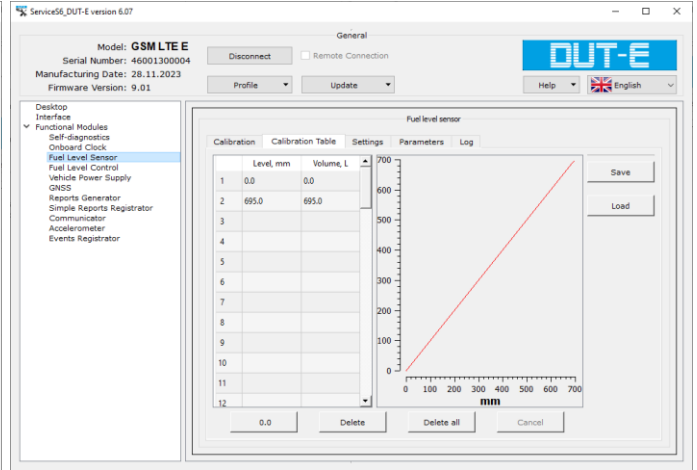 ServiceS6_DUT-E version 6.07
General
Model: GSM LTE E
Serial Number: 46001300004
Manufacturing Date: 28.11.2023
Firmware Version: 9.01
Disconnect
Remote Connection
Profile
Update
DUT-E
Help
English
Desktop
Interface
Functional Modules
Self-diagnostics
Onboard Clock
Fuel Level Sensor
Fuel Level Control
Vehicle Power Supply
GNSS
Reports Generator
Simple Reports Registrator
Communicator
Accelerometer
Events Registrator
Fuel level sensor
Calibration Calibration Table Settings Parameters Log
Level, mm Volume, L
1 0.0 0.0
2 695.0 695.0
3
4
5
6
7
8
9
10
11
12
700
600
500
400
300
200
100
0
0 100 200 300 400 500 600 700
mm
Save
Load
0.0 Delete Delete all Cancel